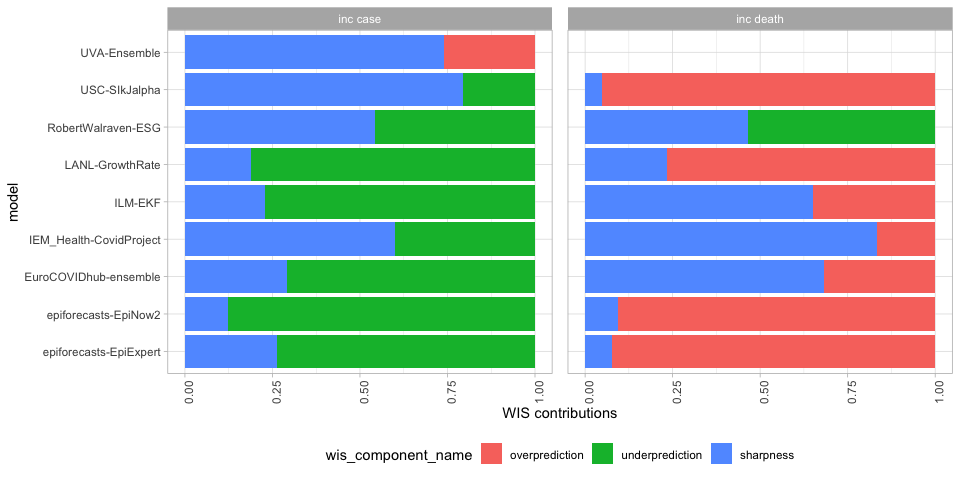 inc case
inc death
UVA-Ensemble
USC-SIkJalpha
RobertWalraven-ESG
LANL-GrowthRate
ILM-EKF
IEM_Health-CovidProject
EuroCOVIDhub-ensemble
epiforecasts-EpiNow2
epiforecasts-EpiExpert
model
0.00 0.25 0.50 0.75 1.00
0.00 0.25 0.50 0.75 1.00
WIS contributions
wis_component_name overprediction underprediction sharpness